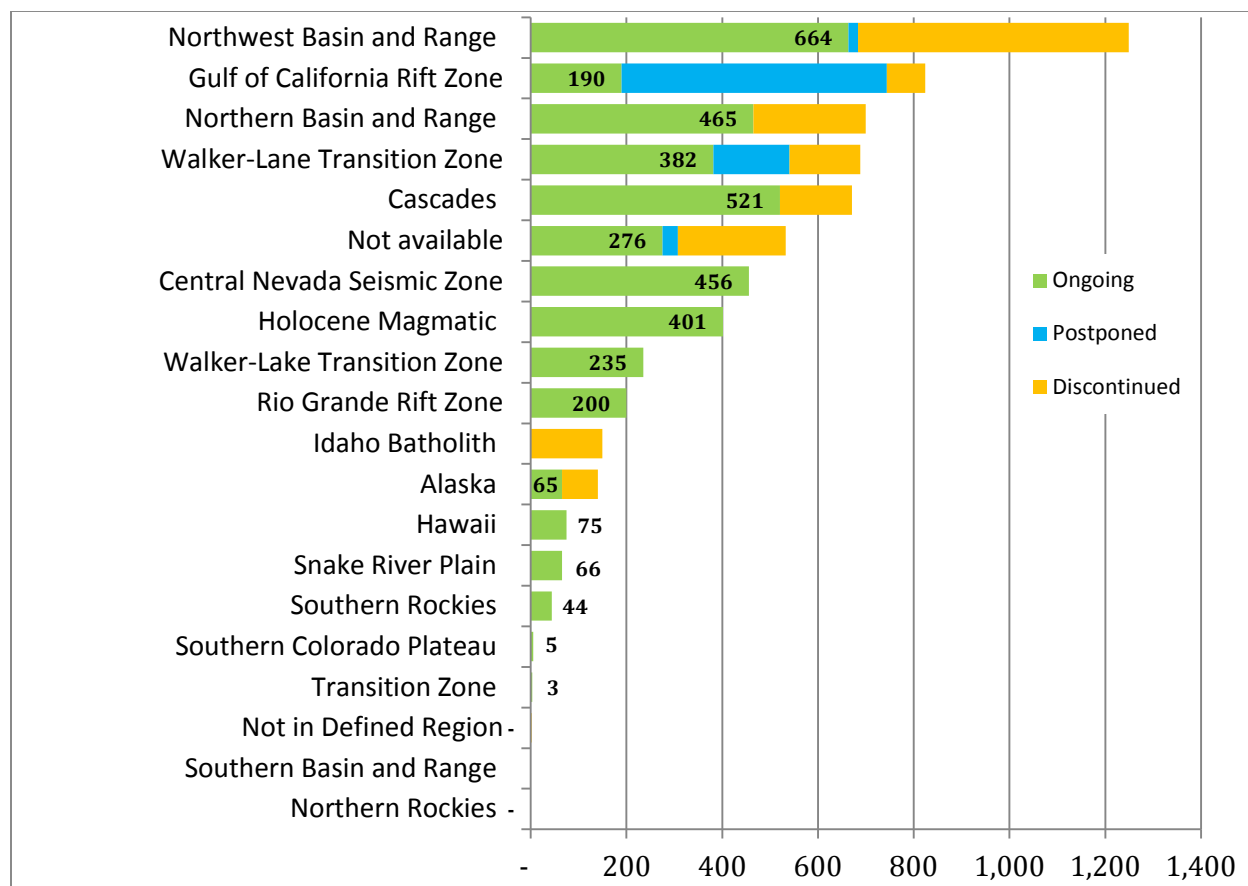 Northwest Basin and Range 664
Gulf of California Rift Zone 190
Northern Basin and Range 465
Walker-Lane Transition Zone 382
Cascades 521
Not available 276
Central Nevada Seismic Zone 456
Ongoing
Holocene Magmatic 401
Postponed
Walker-Lake Transition Zone 235
Discontinued
Rio Grande Rift Zone 200
Idaho Batholith
Alaska 65
Hawaii 75
Snake River Plain 66
Southern Rockies 44
Southern Colorado Plateau 5
Transition Zone 3
Not in Defined Region -
Southern Basin and Range
Northern Rockies -
- 200 400 600 800 1,000 1,200 1,400